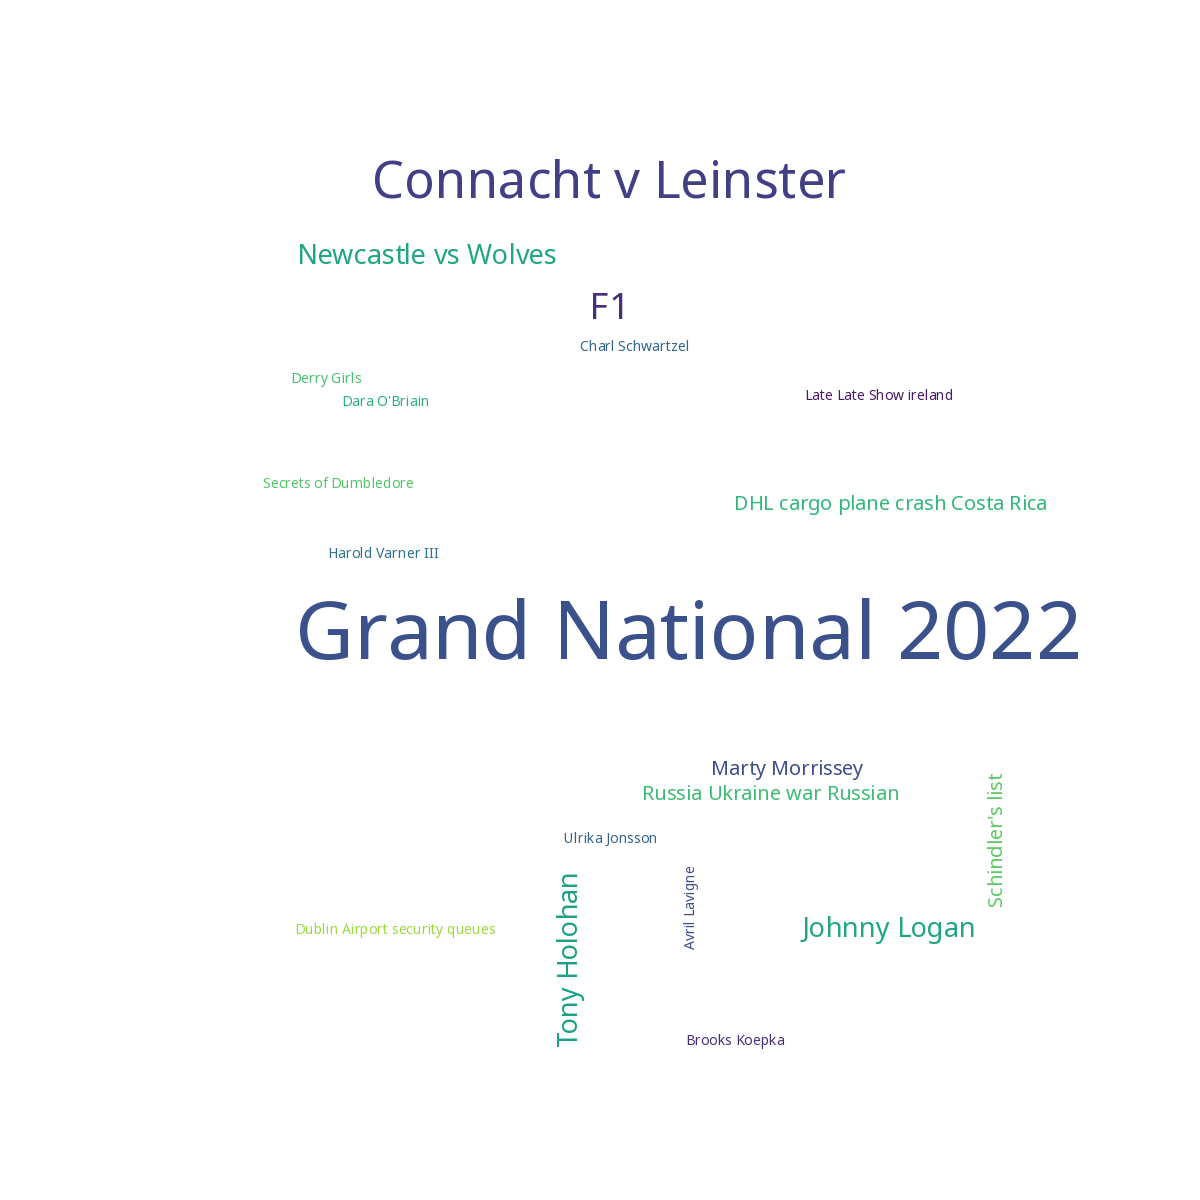 Connacht v Leinster
Newcastle vs Wolves
F1
Charl Schwartzel
Derry Girls
Late Late Show ireland
Dara O'Briain
Secrets of Dumbledore
DHL cargo plane crash Costa Rica
Harold Varner III
Grand National 2022
Marty Morrissey
Russia Ukraine war Russian
Schindler's list
Ulrika Jonsson
Avril Lavigne
Tony Holohan
Johnny Logan
Dublin Airport security queues
Brooks Koepka